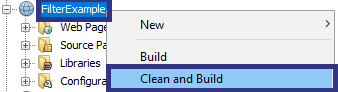 FilterExample
Web Page
Source Pa
Libraries
Configura
New
Build
Clean and Build